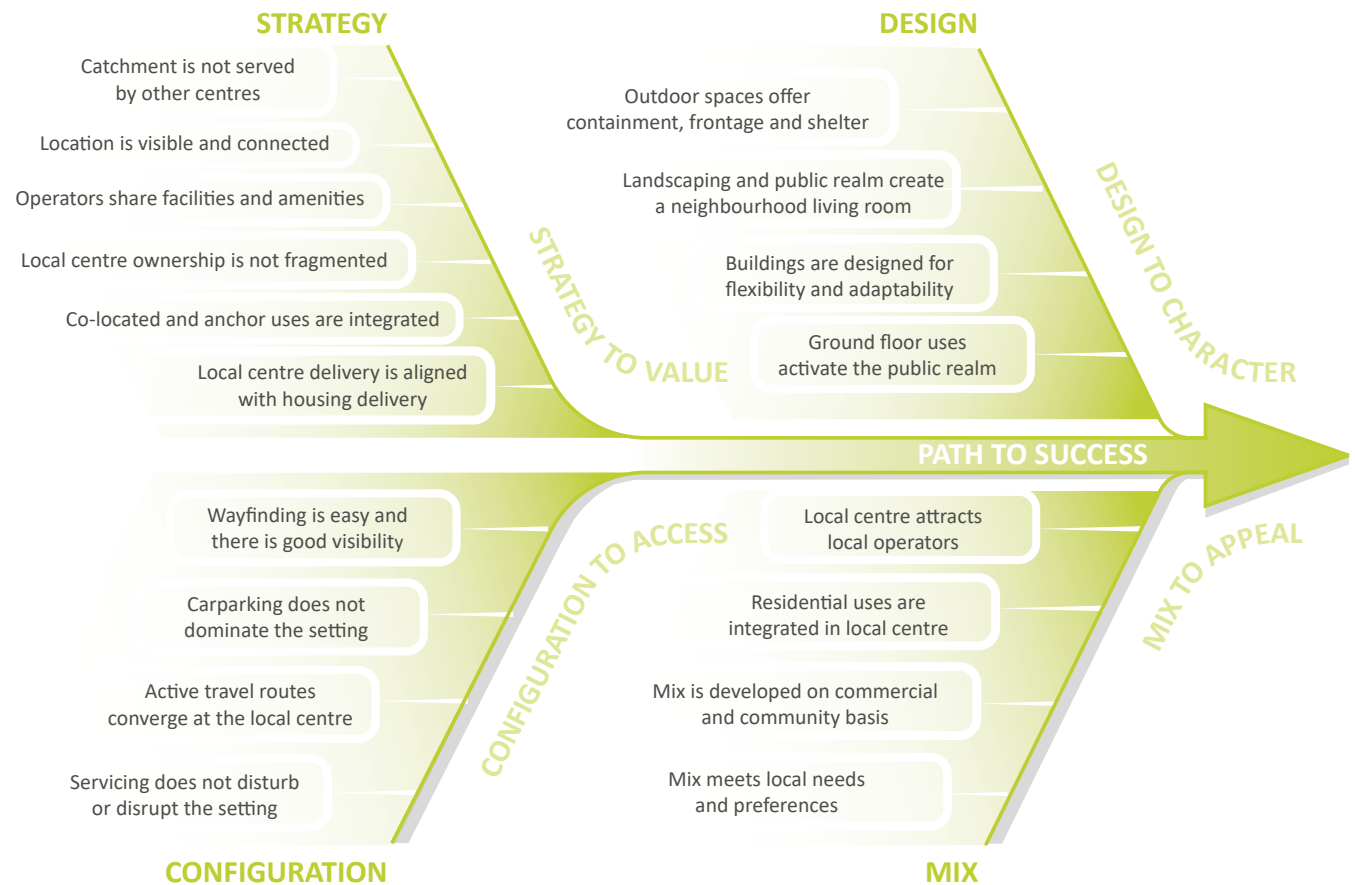 STRATEGY
Catchment is not served
by other centres
Location is visible and connected
Operators share facilities and amenities
Local centre ownership is not fragmented
Co-located and anchor uses are integrated
Local centre delivery is aligned
with housing delivery
STRATEGY TO VALUE
DESIGN
Outdoor spaces offer
containment, frontage and shelter
Landscaping and public realm create
a neighbourhood living room
Buildings are designed for
flexibility and adaptability
Ground floor uses
activate the public realm
DESIGN TO CHARACTER
PATH TO SUCCESS
Wayfinding is easy and
there is good visibility
Carparking does not
dominate the setting
Active travel routes
converge at the local centre
Servicing does not disturb
or disrupt the setting
CONFIGURATION
CONFIGURATION TO ACCESS
Local centre attracts
local operators
Residential uses are
integrated in local centre
Mix is developed on commercial
and community basis
Mix meets local needs
and preferences
MIX
MIX TO APPEAL